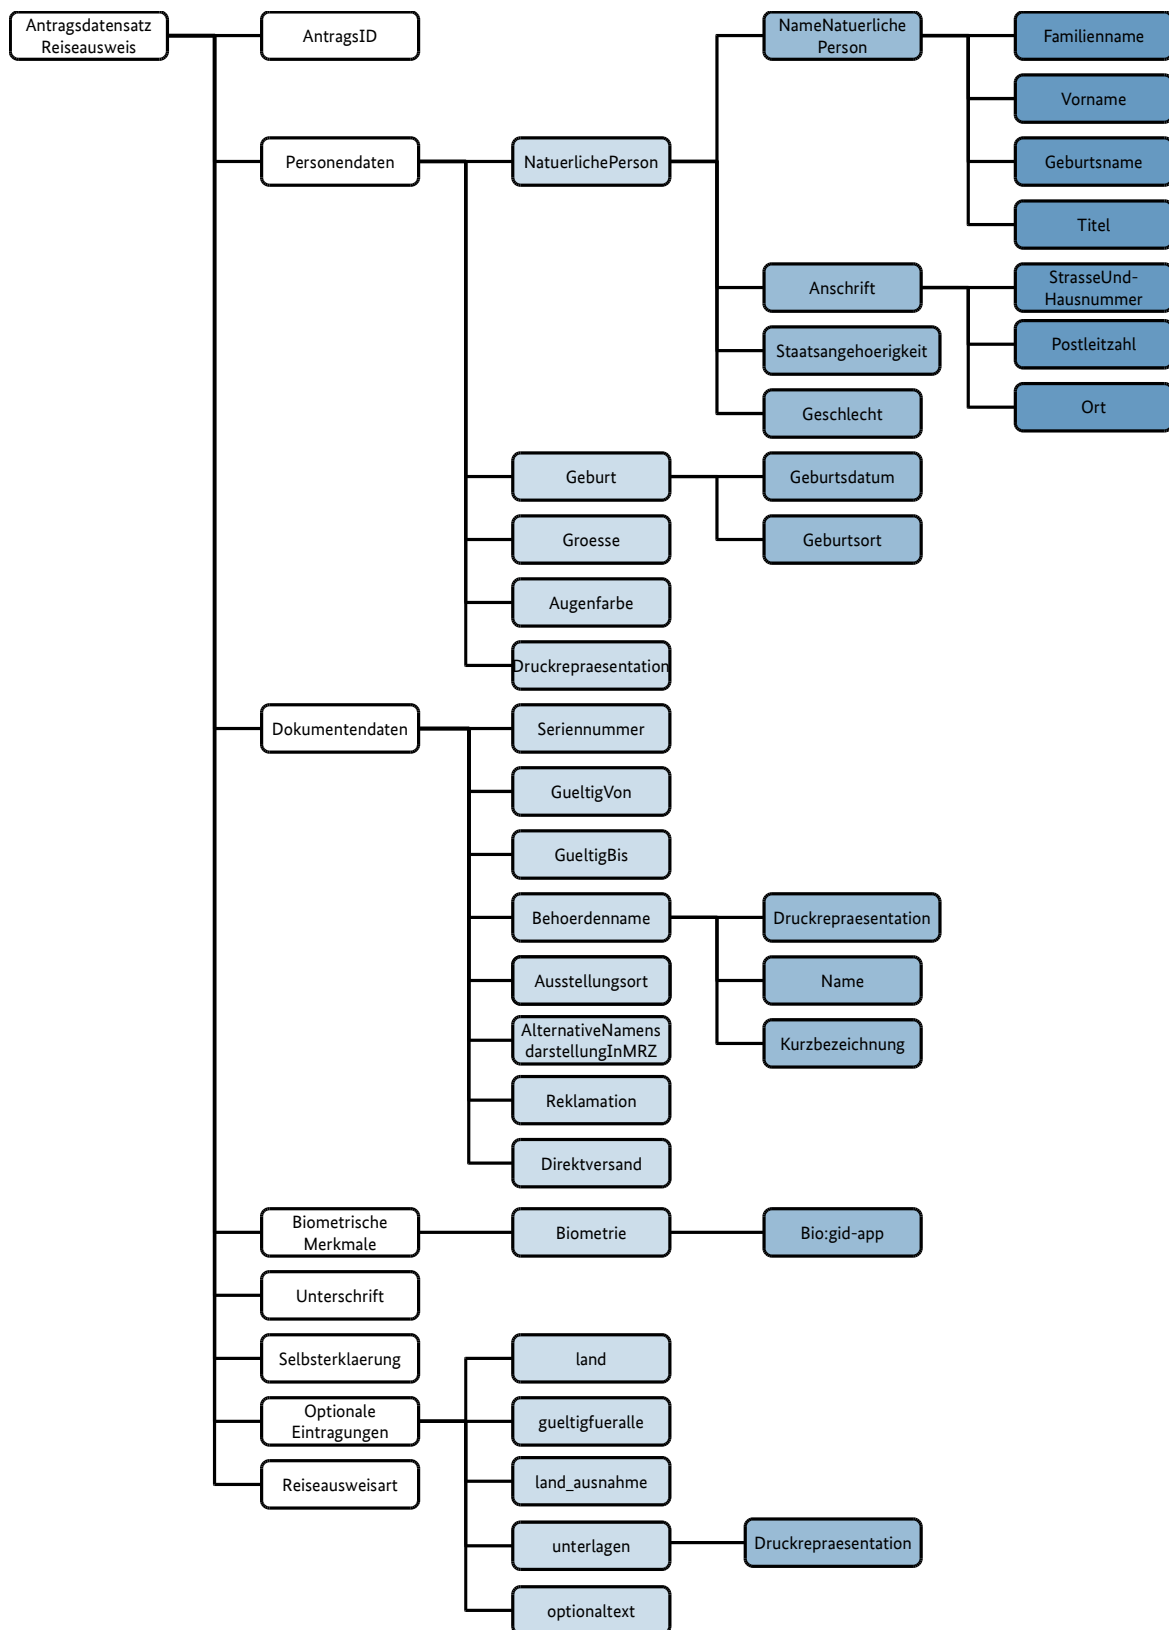 Antragsdatensatz
Reiseausweis
AntragsID
NameNatuerliche
Person
Familienname
Vorname
Personendaten
NatuerlichePerson
Geburtsname
Titel
Anschrift
StrasseUnd-
Hausnummer
Staatsangehoerigkeit
Postleitzahl
Geschlecht
Ort
Geburt
Geburtsdatum
Groesse
Geburtsort
Augenfarbe
Druckrepraesentation
Dokumentendaten
Seriennummer
GueltigVon
GueltigBis
Behoerdenname
Druckrepraesentation
Ausstellungsort
Name
AlternativeNamens
darstellungInMRZ
Kurzbezeichnung
Reklamation
Direktversand
Biometrische
Merkmale
Biometrie
Bio:gid-app
Unterschrift
Selbsterklaerung
land
Optionale
Eintragungen
gueltigfueralle
Reiseausweisart
land_ausnahme
unterlagen
Druckrepraesentation
optionaltext